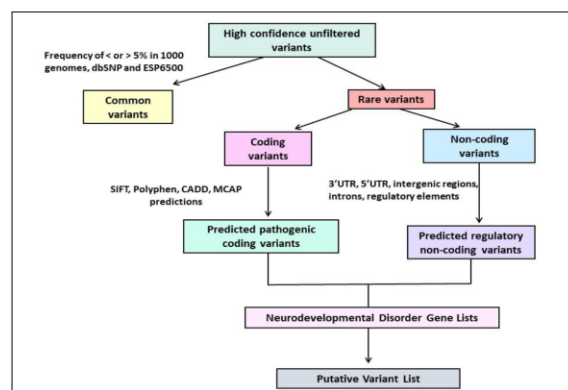 High confidence unfiltered
variants
Frequency of < or > 5% in 1000
genomes, dbSNP and ESP6500
Common
variants
Rare variants
Coding
variants
Non-coding
variants
SIFT, Polyphen, CADD, MCAP
predictions
3'UTR, 5'UTR, intergenic regions,
introns, regulatory elements
Predicted pathogenic
coding variants
Predicted regulatory
non-coding variants
Neurodevelopmental Disorder Gene Lists
Putative Variant List